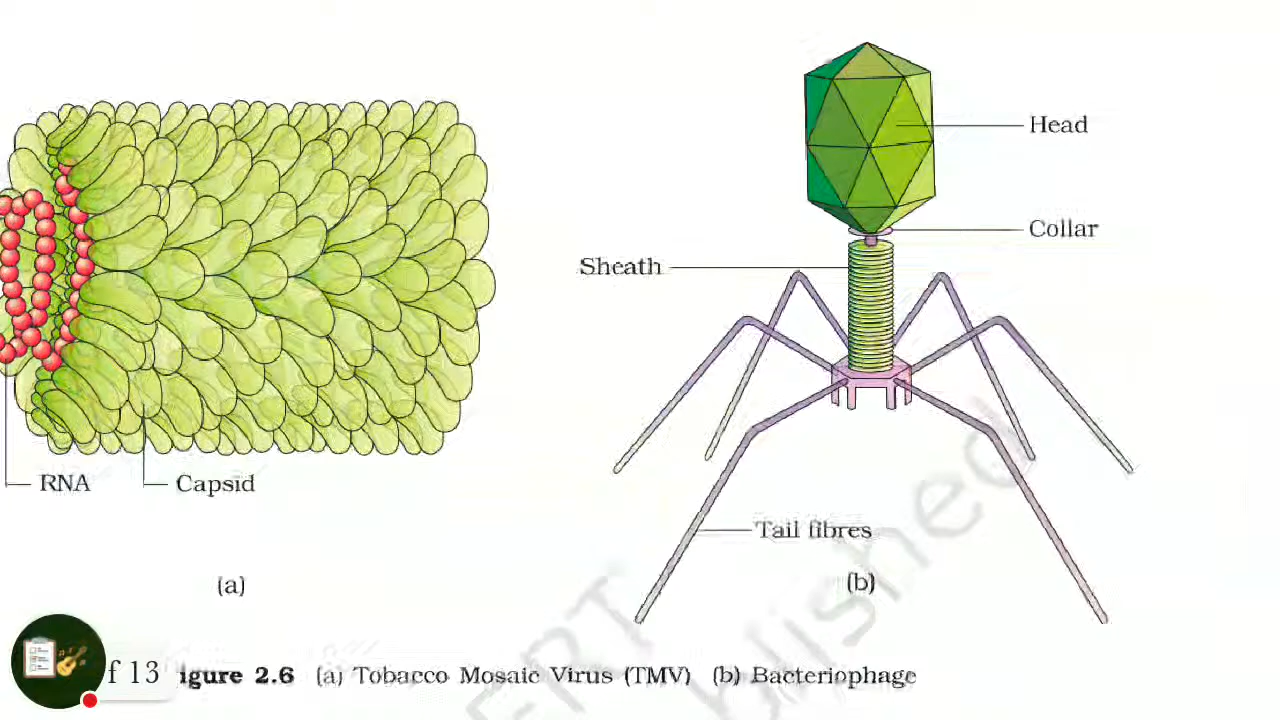 Head
Collar
Sheath
RNA
Capsid
Tail fibres
(a)
(b)
f 13
igure 2.6 (a) Tobacco Mosaic Virus (TMV) (b) Bacteriophage